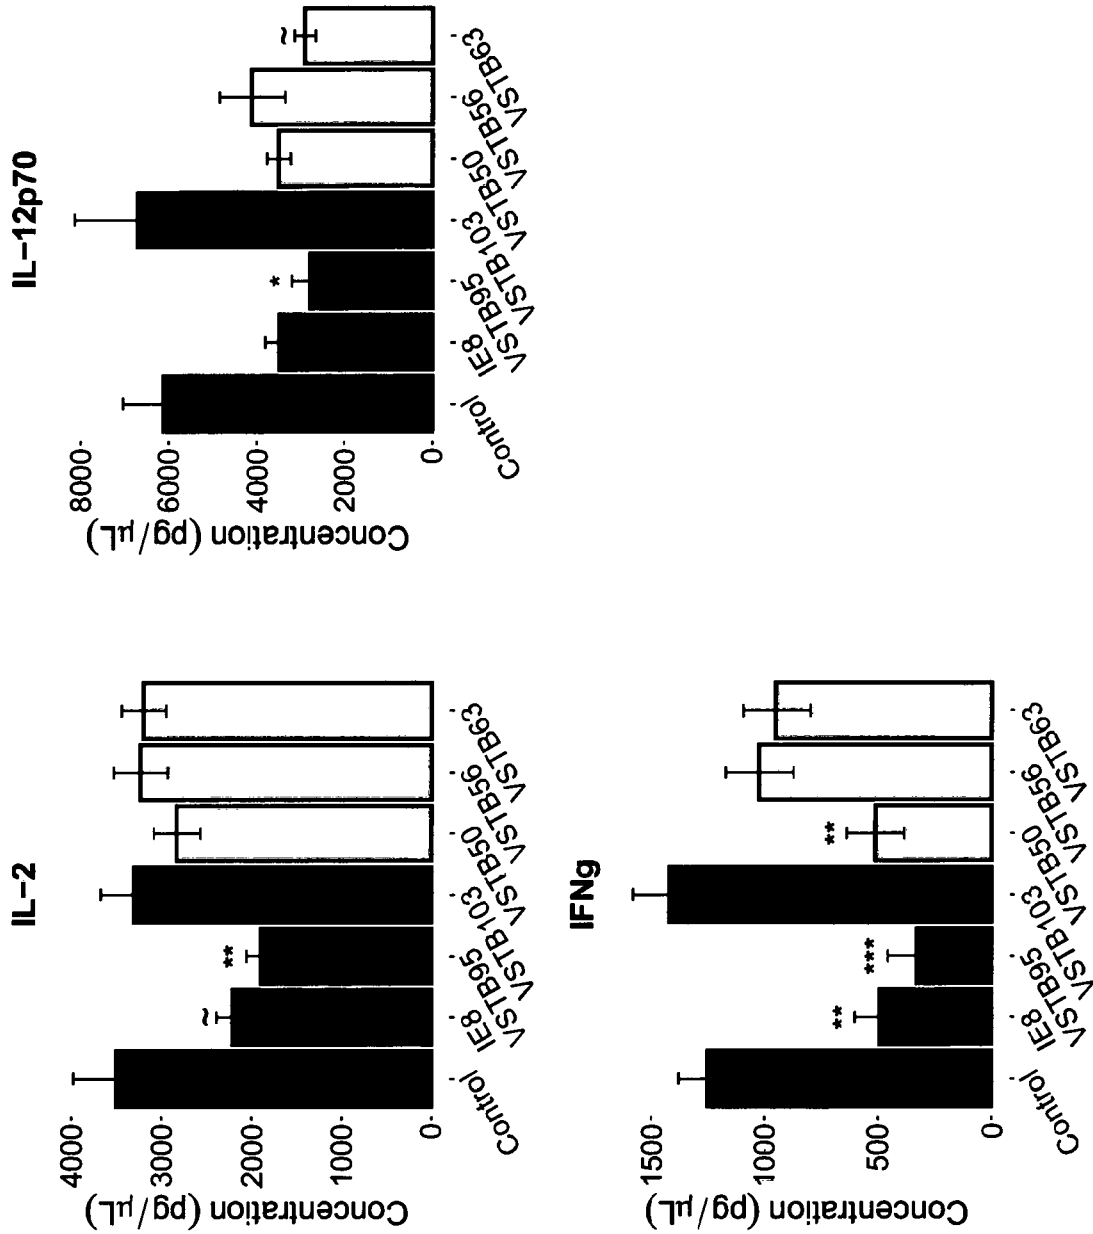 IL-2
Concentration (pg/μL)
4000
3000
2000
1000
0
~
**
Control
IE8
VSTB95
VSTB103
VSTB50
VSTB56
VSTB63
IL-12p70
Concentration (pg/μL)
8000
6000
4000
2000
0
*
~
Control
IE8
VSTB95
VSTB103
VSTB50
VSTB56
VSTB63
IFNg
Concentration (pg/μL)
1500
1000
500
0
**
***
**
Control
IE8
VSTB95
VSTB103
VSTB50
VSTB56
VSTB63